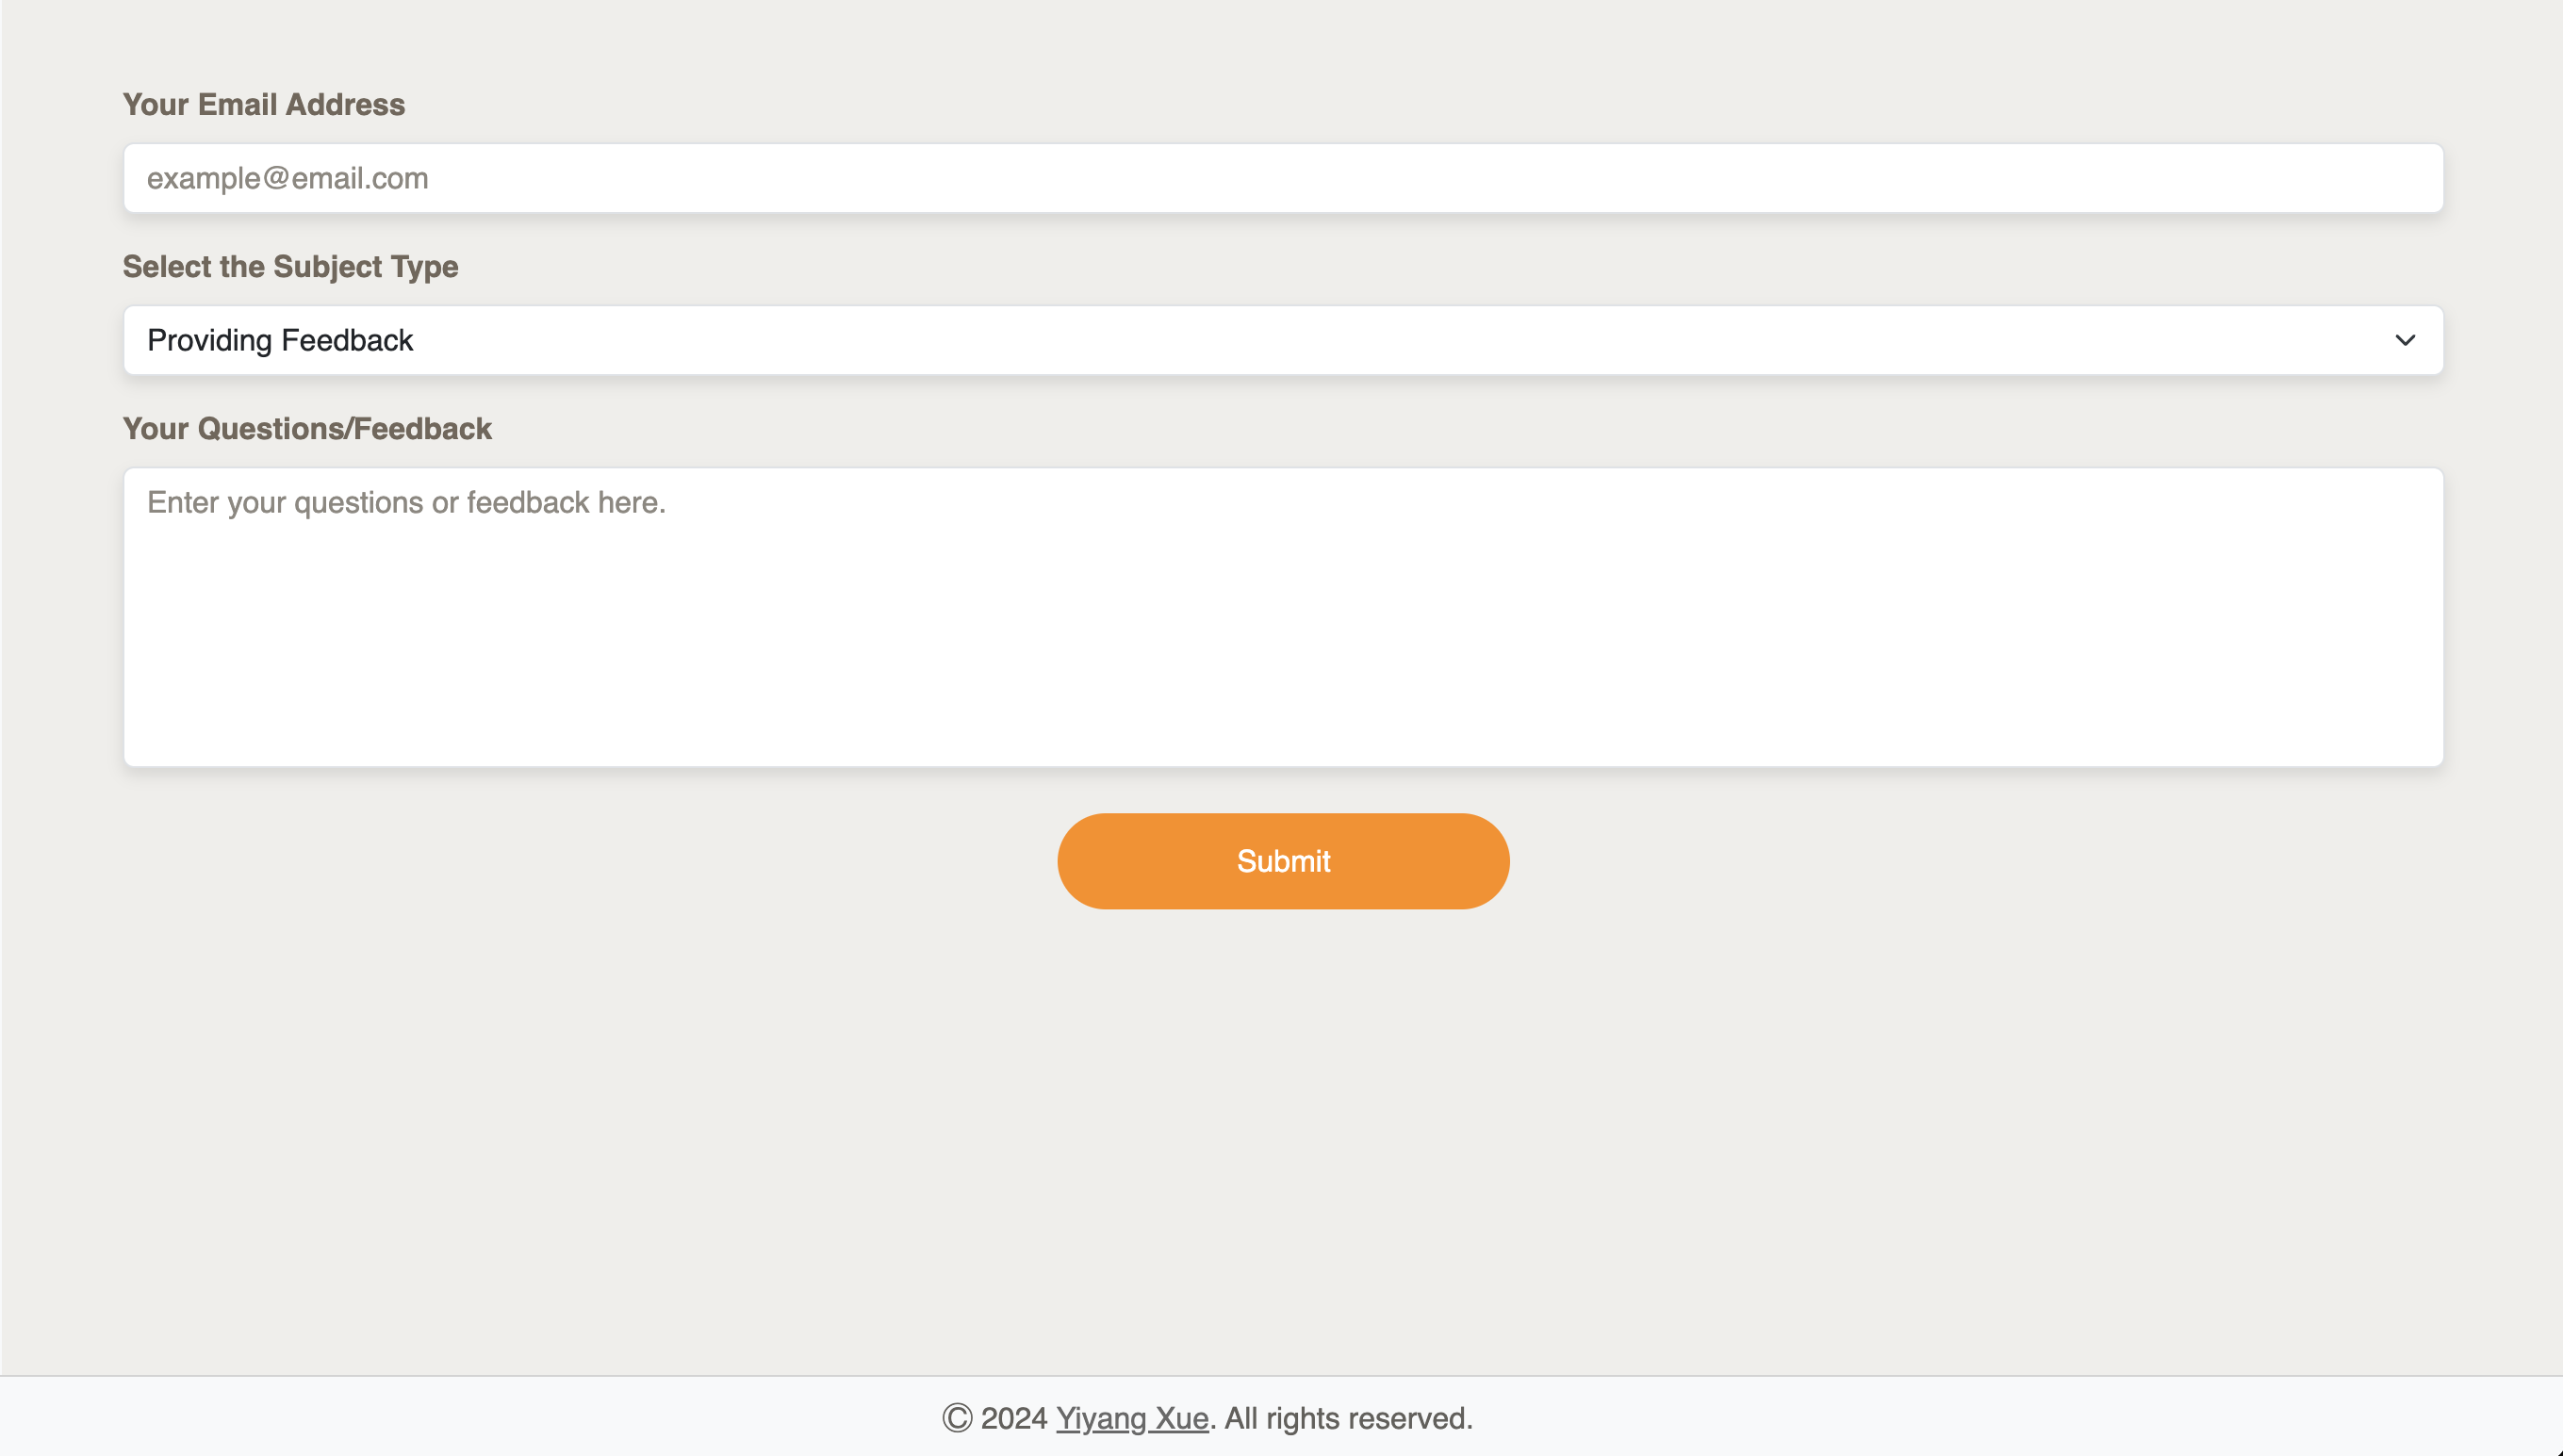 Your Email Address
example@email.com
Select the Subject Type
Providing Feedback
Your Questions/Feedback
Enter your questions or feedback here.
Submit
© 2024 Yiyang Xue. All rights reserved.